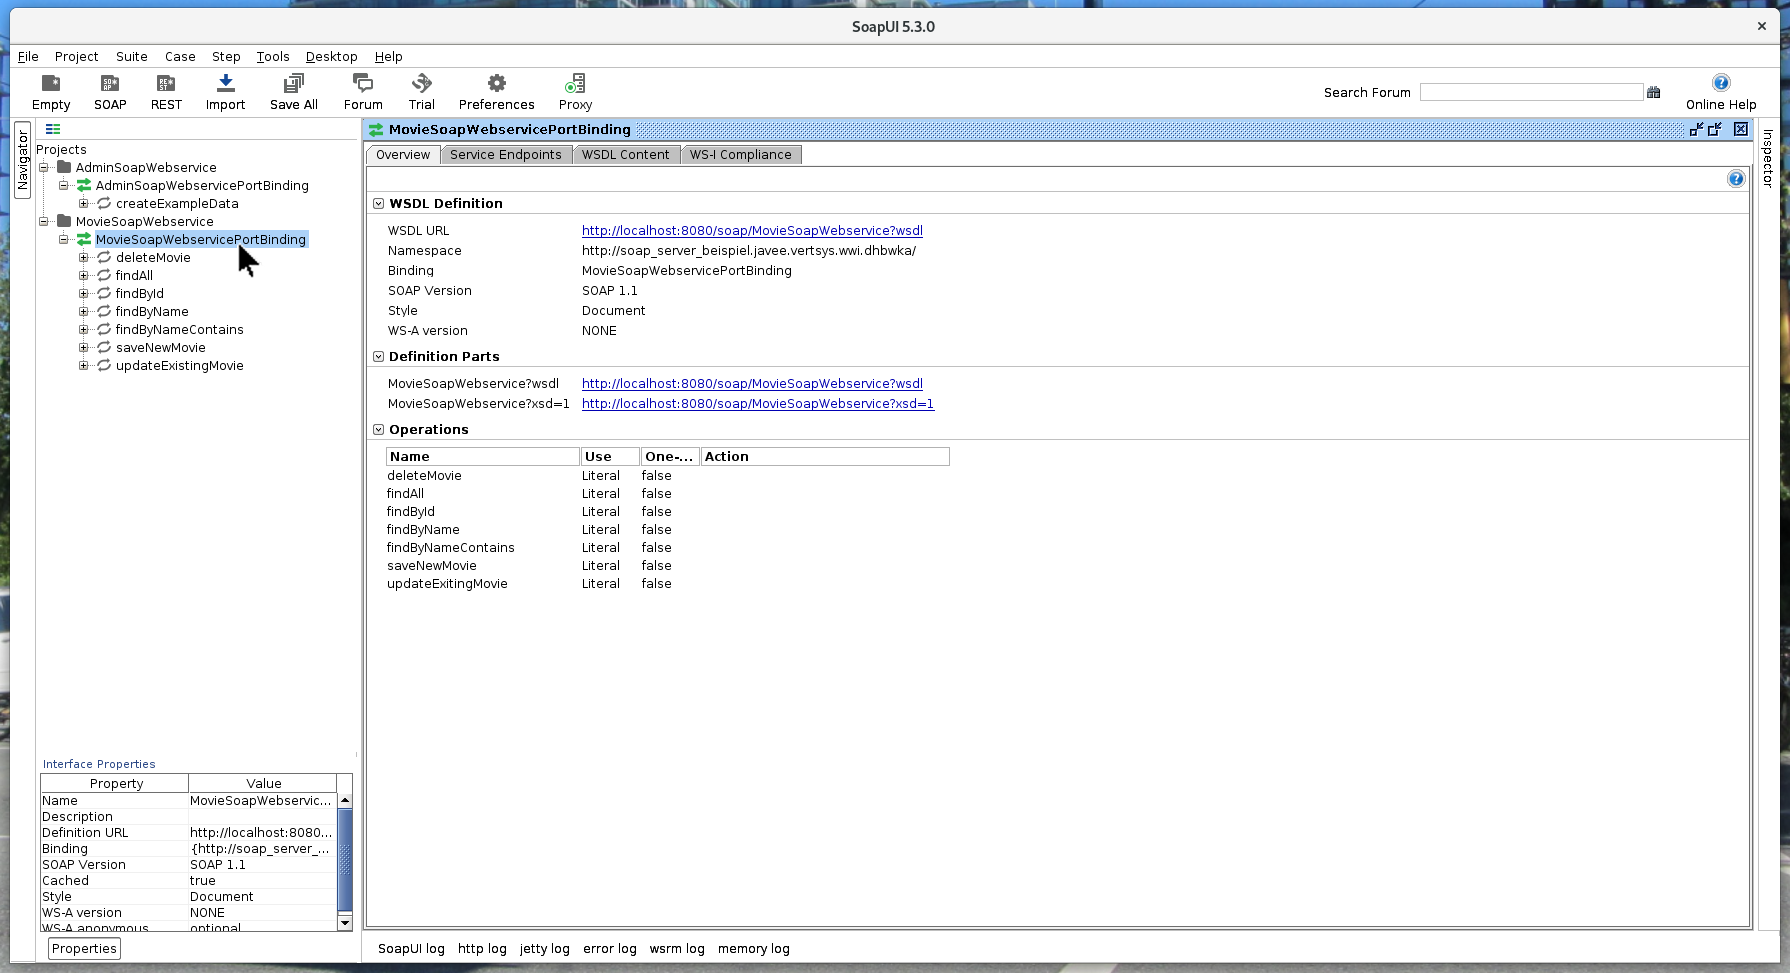 SoapUI 5.3.0
File Project Suite Case Step Tools Desktop Help
Empty SOAP REST Import Save All Forum Trial Preferences Proxy Search Forum Online Help
Navigator
Projects
AdminSoapWebservice
AdminSoapWebservicePortBinding
createExampleData
MovieSoapWebservice
MovieSoapWebservicePortBinding
deleteMovie
findAll
findById
findByName
findByNameContains
saveNewMovie
updateExistingMovie
Interface Properties
Property Value
Name MovieSoapWebservic...
Description
Definition URL http://localhost:8080...
Binding {http://soap_server_...
SOAP Version SOAP 1.1
Cached true
Style Document
WS-A version NONE
WS-A anonymous optional
Properties
MovieSoapWebservicePortBinding
Overview Service Endpoints WSDL Content WS-I Compliance
WSDL Definition
WSDL URL http://localhost:8080/soap/MovieSoapWebservice?wsdl
Namespace http://soap_server_beispiel.javee.vertsys.wwi.dhbwka/
Binding MovieSoapWebservicePortBinding
SOAP Version SOAP 1.1
Style Document
WS-A version NONE
Definition Parts
MovieSoapWebservice?wsdl http://localhost:8080/soap/MovieSoapWebservice?wsdl
MovieSoapWebservice?xsd=1 http://localhost:8080/soap/MovieSoapWebservice?xsd=1
Operations
Name Use One-... Action
deleteMovie Literal false
findAll Literal false
findById Literal false
findByName Literal false
findByNameContains Literal false
saveNewMovie Literal false
updateExitingMovie Literal false
Inspector
SoapUI log http log jetty log error log wsrm log memory log